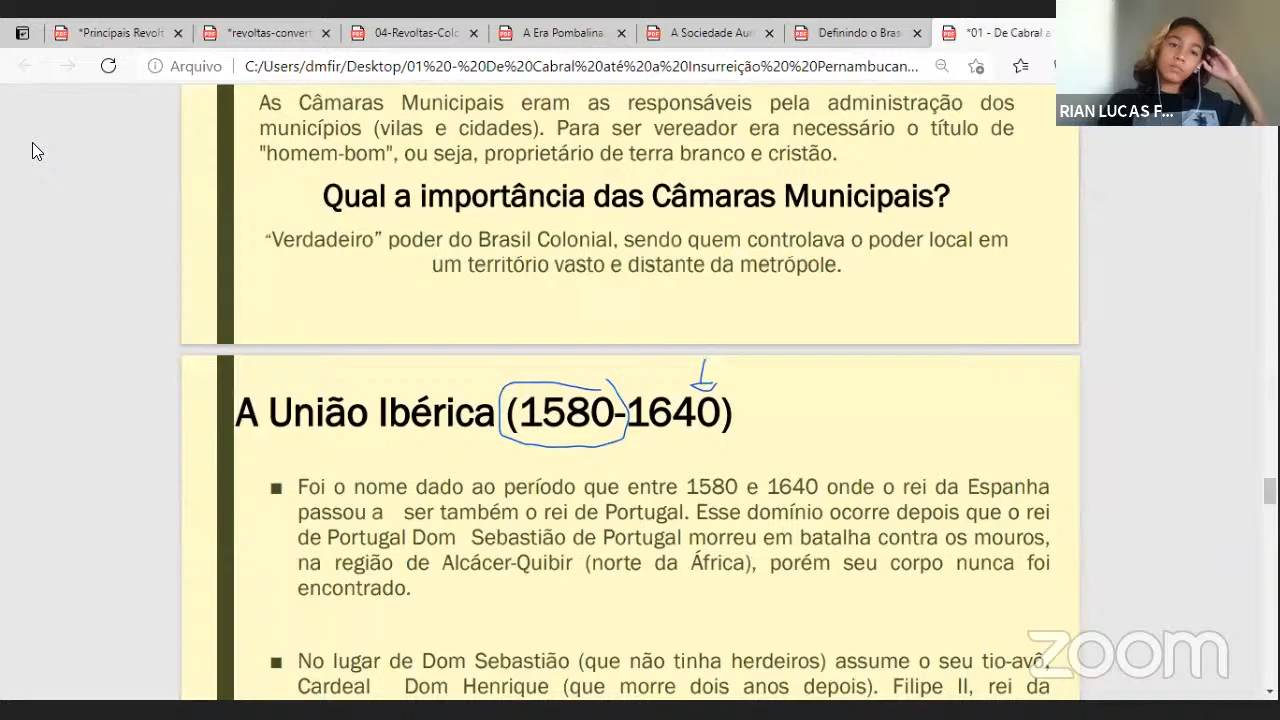 *Principais Revolt
*revoltas-convert
04-Revoltas-Colo
A Era Pombalina
A Sociedade Aur
Definindo o Bras
*01 - De Cabral a
Arquivo
C:/Users/dmfir/Desktop/01%20-%20De%20Cabral%20até%20a%20Insurreição%20%20Pernambucan...
RIAN LUCAS F...
As Câmaras Municipais eram as responsáveis pela administração dos
municípios (vilas e cidades). Para ser vereador era necessário o título de
"homem-bom", ou seja, proprietário de terra branco e cristão.
Qual a importância das Câmaras Municipais?
“Verdadeiro” poder do Brasil Colonial, sendo quem controlava o poder local em
um território vasto e distante da metrópole.
A União Ibérica (1580-1640)
■ Foi o nome dado ao período que entre 1580 e 1640 onde o rei da Espanha
passou a ser também o rei de Portugal. Esse domínio ocorre depois que o rei
de Portugal Dom Sebastião de Portugal morreu em batalha contra os mouros,
na região de Alcácer-Quibir (norte da África), porém seu corpo nunca foi
encontrado.
■ No lugar de Dom Sebastião (que não tinha herdeiros) assume o seu tio-avô,
Cardeal Dom Henrique (que morre dois anos depois). Filipe II, rei da
zoom